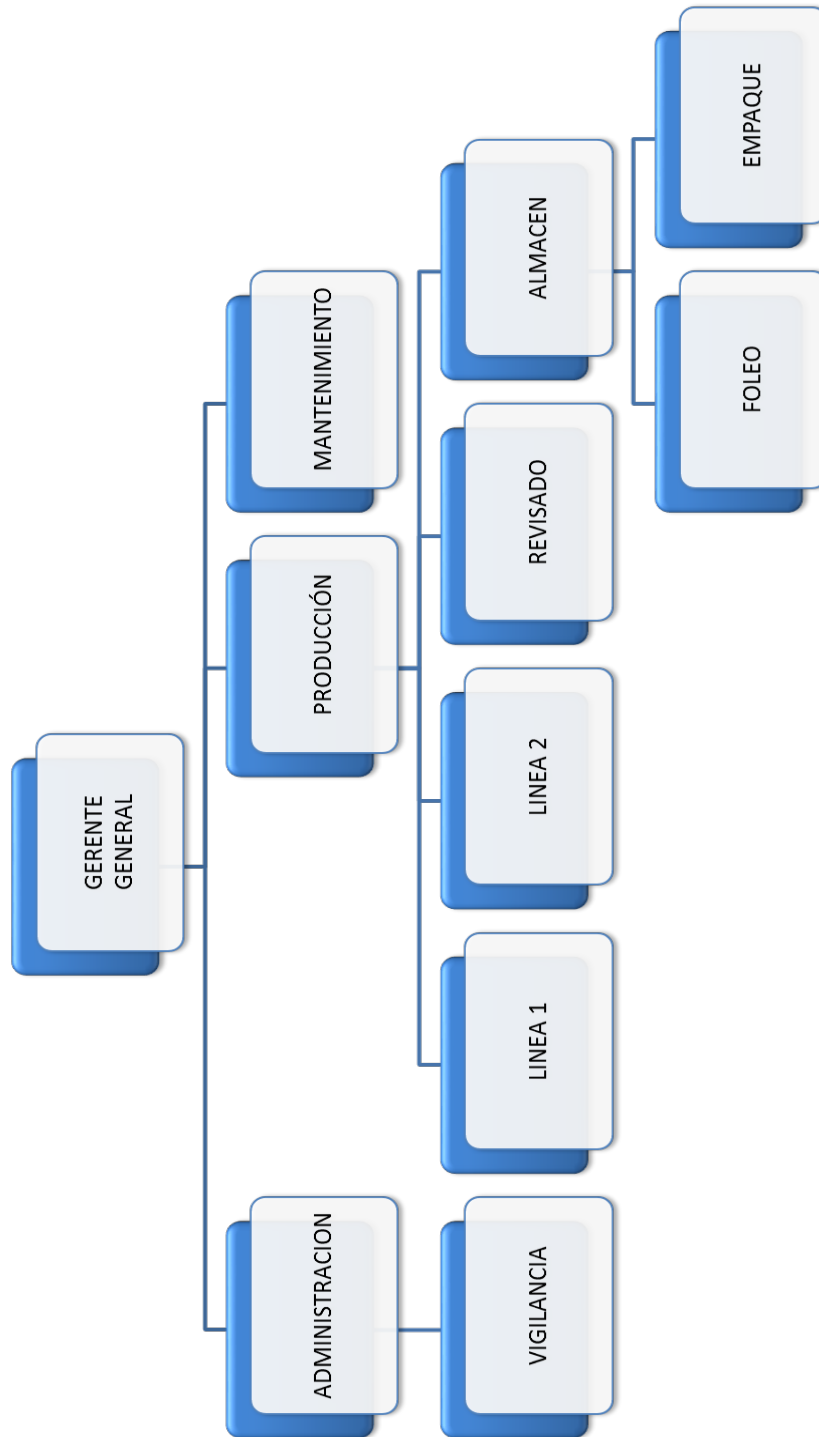 GERENTE
GENERAL
ADMINISTRACION
PRODUCCIÓN
MANTENIMIENTO
VIGILANCIA
LINEA 1
LINEA 2
REVISADO
ALMACEN
FOLEO
EMPAQUE